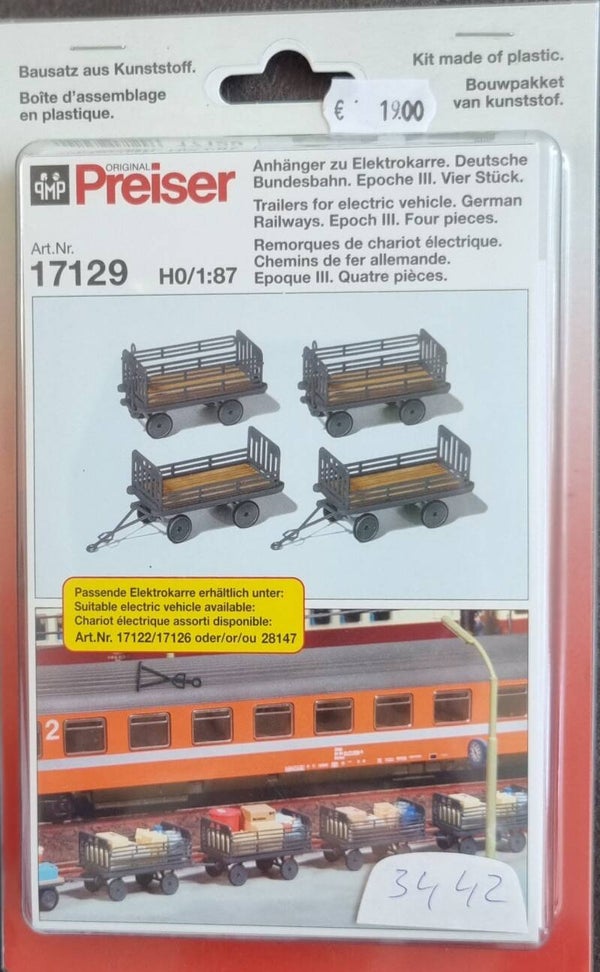 Bausatz aus Kunststoff.
Boîte d'assemblage
en plastique.
Kit made of plastic.
Bouwpakket
van kunststof.
€ 19.00
PMP
ORIGINAL
Preiser
Art.Nr.
17129 H0/1:87
Anhänger zu Elektrokarre. Deutsche
Bundesbahn. Epoche III. Vier Stück.
Trailers for electric vehicle. German
Railways. Epoch III. Four pieces.
Remorques de chariot électrique.
Chemins de fer allemande.
Epoque III. Quatre pièces.
Passende Elektrokarre erhältlich unter:
Suitable electric vehicle available:
Chariot électrique assorti disponible:
Art.Nr. 17122/17126 oder/or/ou 28147
2
3442